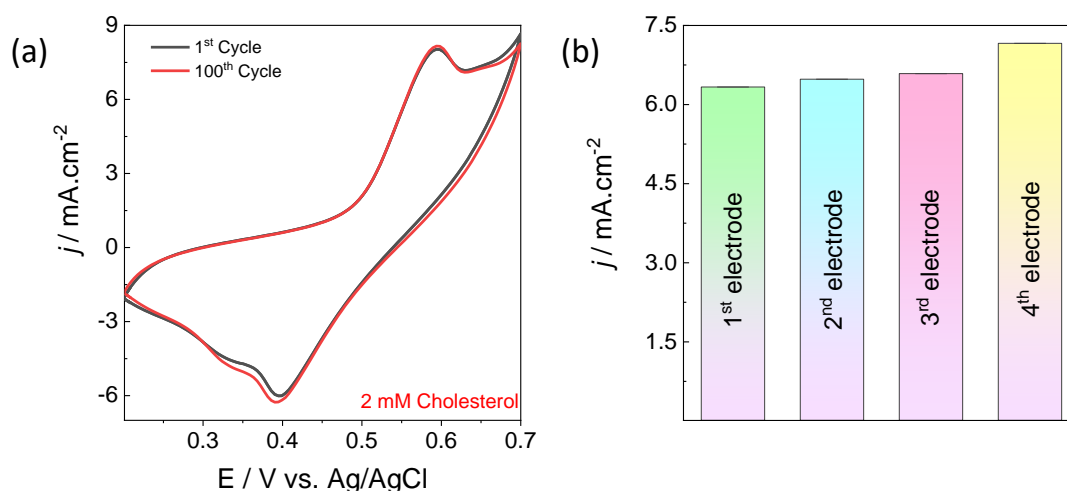 (a)
9
6
3
0
-3
-6
j / mA.cm-2
1st Cycle
100th Cycle
2 mM Cholesterol
0.3 0.4 0.5 0.6 0.7
E / V vs. Ag/AgCl
(b)
7.5
6.0
4.5
3.0
1.5
j / mA.cm-2
1st electrode
2nd electrode
3rd electrode
4th electrode